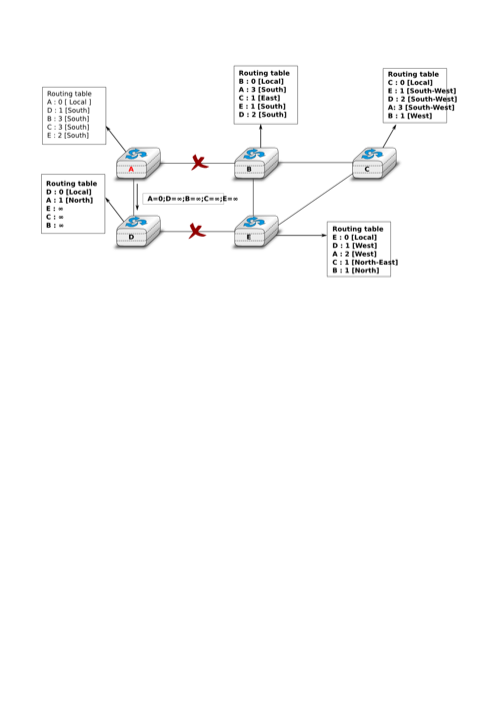 Routing table
A : 0 [ Local ]
D : 1 [South]
B : 3 [South]
C : 3 [South]
E : 2 [South]
Routing table
B : 0 [Local]
A : 3 [South]
C : 1 [East]
E : 1 [South]
D : 2 [South]
Routing table
C : 0 [Local]
E : 1 [South-West]
D : 2 [South-West]
A: 3 [South-West]
B : 1 [West]
A
B
C
Routing table
D : 0 [Local]
A : 1 [North]
E : ∞
C : ∞
B : ∞
A=0;D=∞;B=∞;C=∞;E=∞
D
E
Routing table
E : 0 [Local]
D : 1 [West]
A : 2 [West]
C : 1 [North-East]
B : 1 [North]